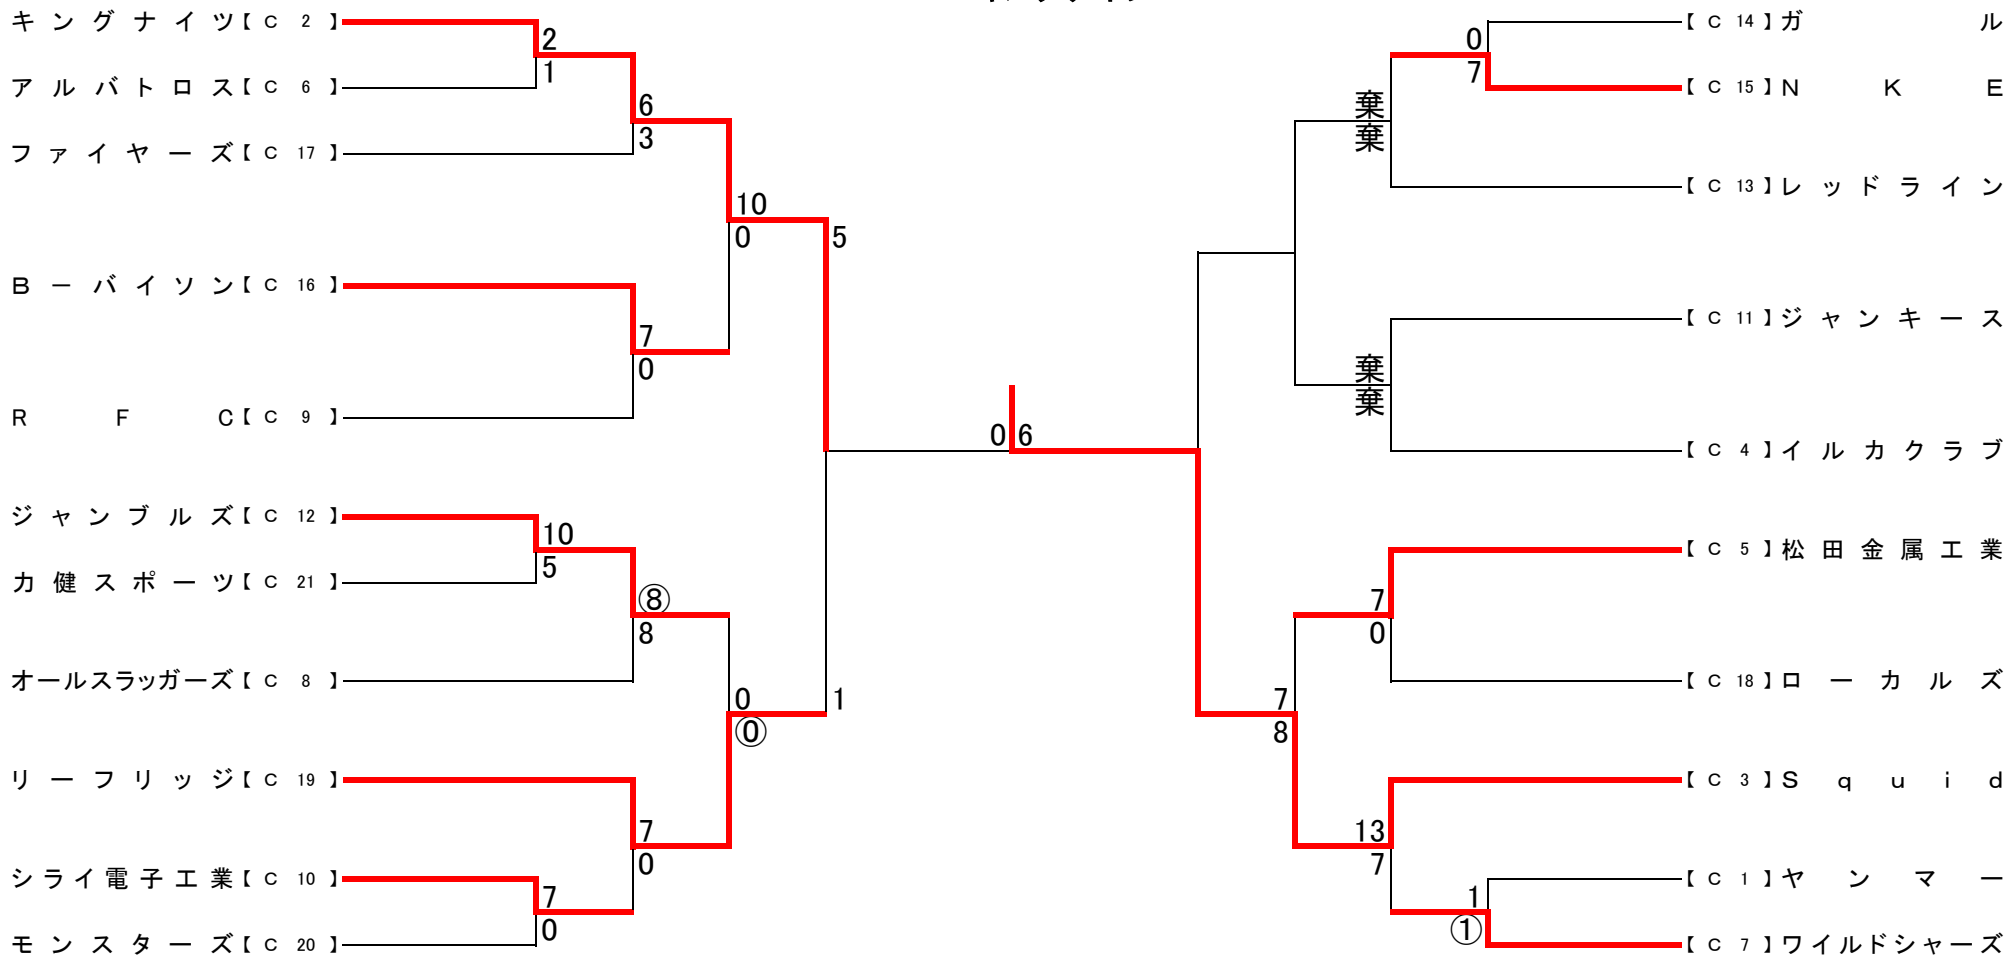 キングナイツ【 C 2 】
2
1
アルバトロス【 C 6 】
6
3
ファイヤーズ【 C 17 】
10
0
5
B－バイソン【 C 16 】
7
0
RFC【 C 9 】
ジャンブルズ【 C 12 】
10
5
力健スポーツ【 C 21 】
⑧
8
オールスラッガーズ【 C 8 】
0
⓪
1
リーフリッジ【 C 19 】
7
0
シライ電子工業【 C 10 】
7
0
モンスターズ【 C 20 】
0 6
【 C 14 】ガル
0
7
【 C 15 】NKE
棄
棄
【 C 13 】レッドライン
【 C 11 】ジャンキース
棄
棄
【 C 4 】イルカクラブ
【 C 5 】松田金属工業
7
0
【 C 18 】ローカルズ
7
8
【 C 3 】Squid
13
7
【 C 1 】ヤンマー
1
①
【 C 7 】ワイルドシャーズ